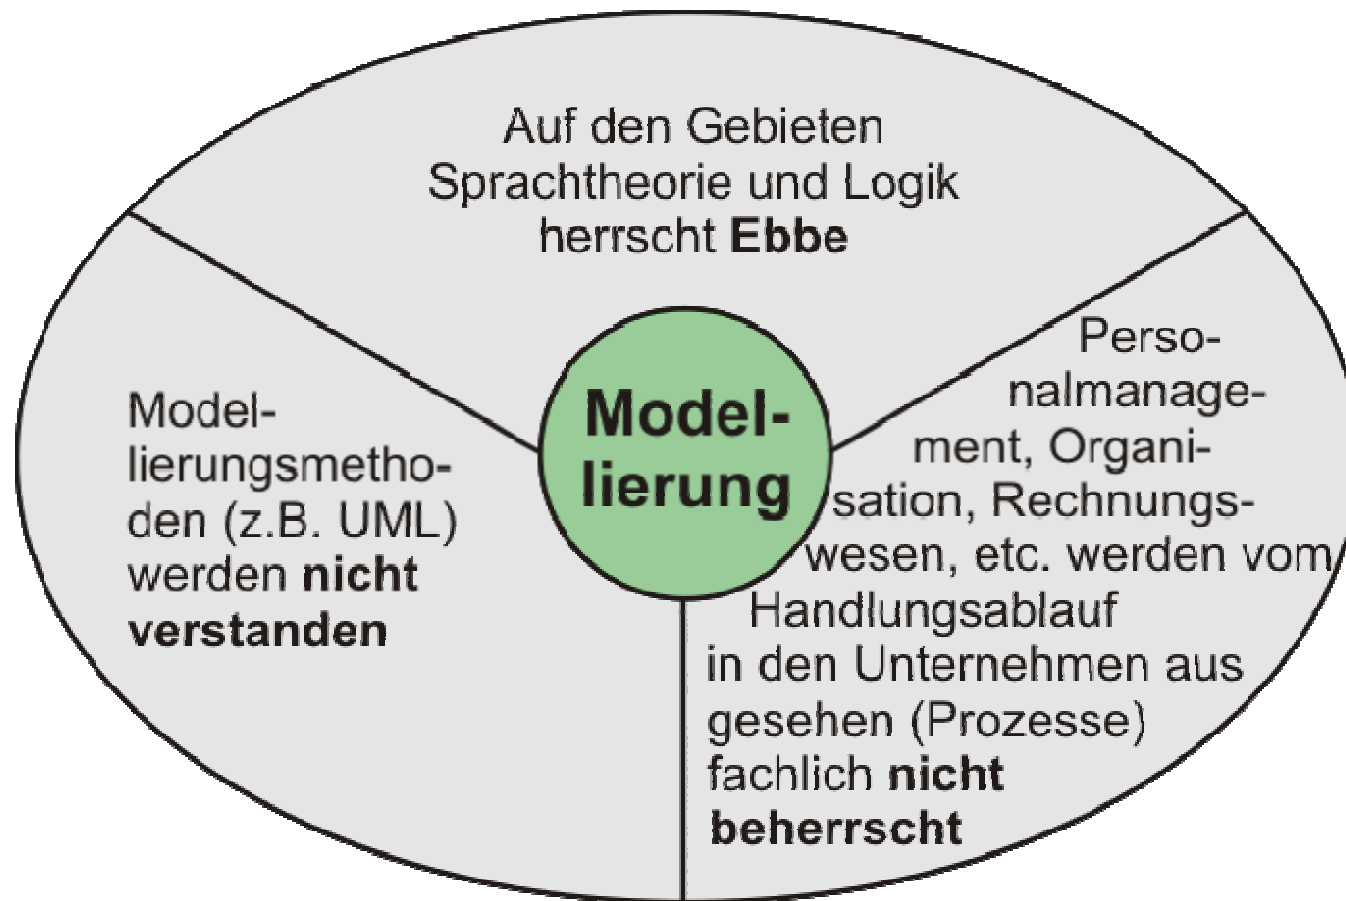 Auf den Gebieten
Sprachtheorie und Logik
herrscht Ebbe
Model-
lierung
Model-
lierungsmetho-
den (z.B. UML)
werden nicht
verstanden
Perso-
nalmanage-
ment, Organi-
sation, Rechnungs-
wesen, etc. werden vom
Handlungsablauf
in den Unternehmen aus
gesehen (Prozesse)
fachlich nicht
beherrscht